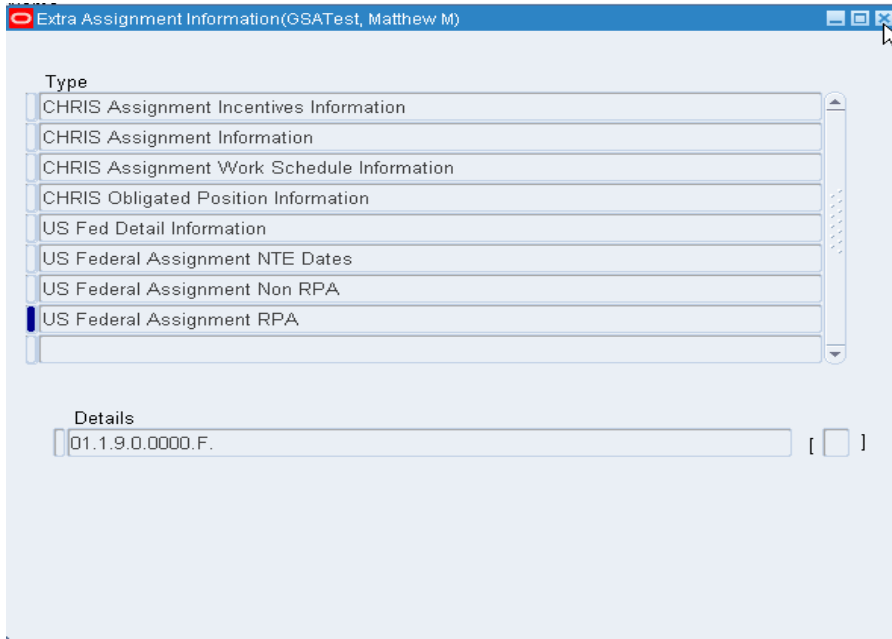 Extra Assignment Information(GSATest, Matthew M)
Type
CHRIS Assignment Incentives Information
CHRIS Assignment Information
CHRIS Assignment Work Schedule Information
CHRIS Obligated Position Information
US Fed Detail Information
US Federal Assignment NTE Dates
US Federal Assignment Non RPA
US Federal Assignment RPA
Details
01.1.9.0.0000.F.
[ ]